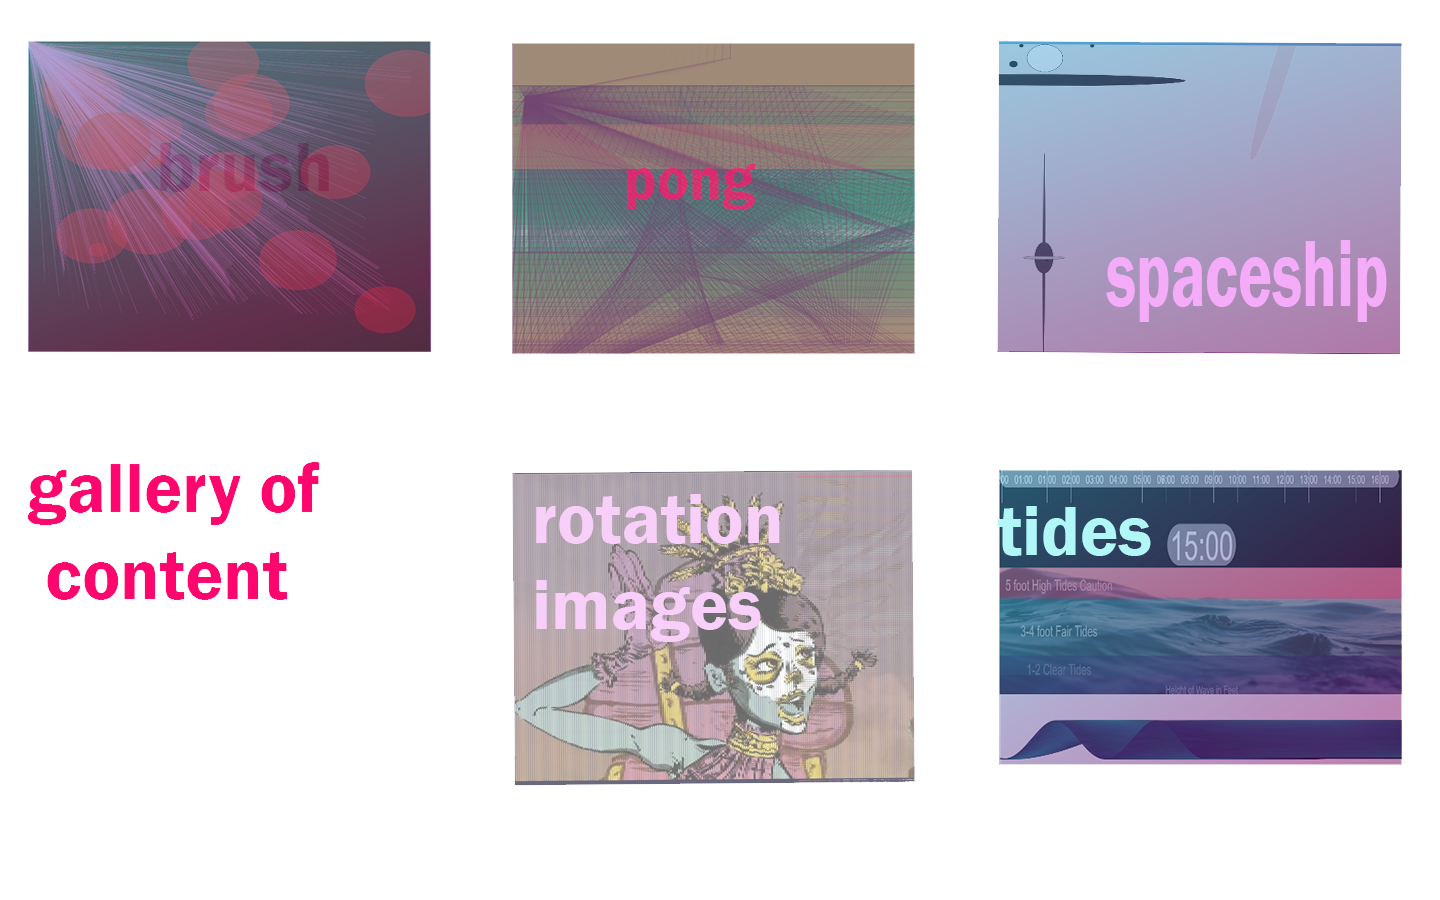 brush
pong
spaceship
gallery of
content
rotation
images
00 01:00 01:00 02:00 03:00 04:00 05:00 06:00 08:00 09:00 10:00 11:00 12:00 13:00 14:00 15:00 16:00
tides
15:00
5 foot High Tides Caution
3-4 foot Fair Tides
1-2 Clear Tides
Height of Wave in Feet